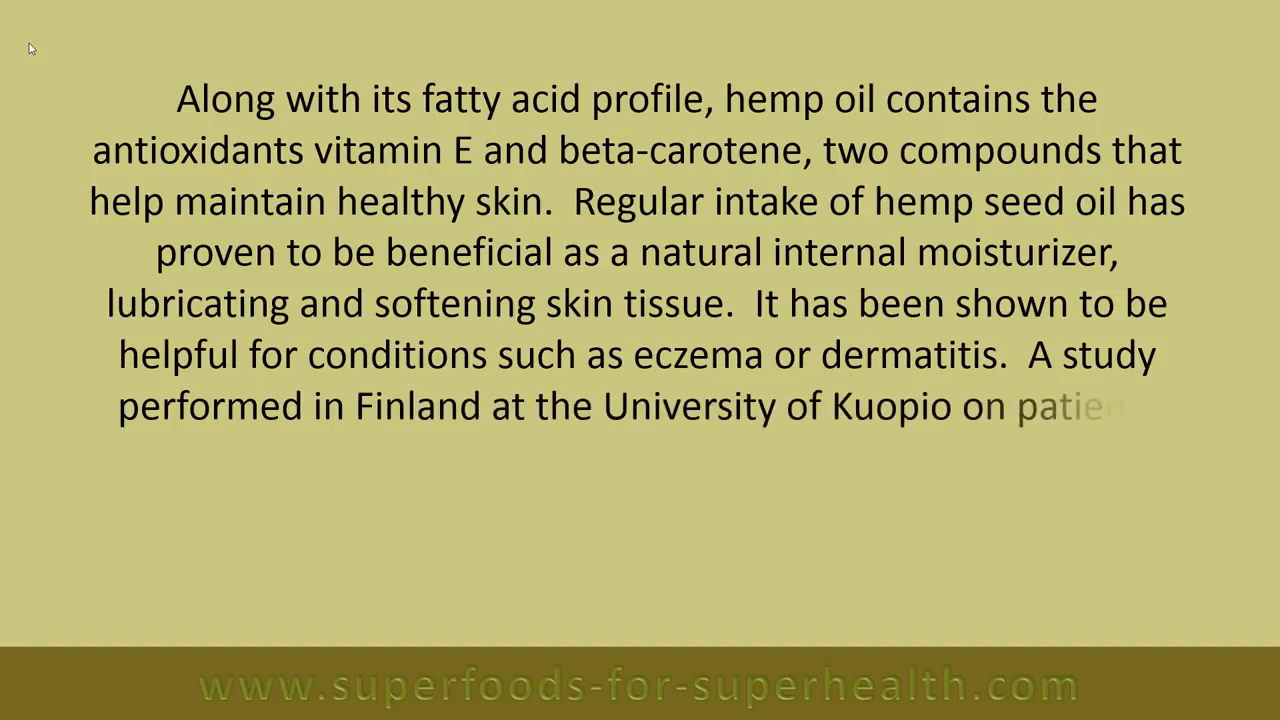 Along with its fatty acid profile, hemp oil contains the
antioxidants vitamin E and beta-carotene, two compounds that
help maintain healthy skin.  Regular intake of hemp seed oil has
proven to be beneficial as a natural internal moisturizer,
lubricating and softening skin tissue.  It has been shown to be
helpful for conditions such as eczema or dermatitis.  A study
performed in Finland at the University of Kuopio on
www.superfoods-for-superhealth.com